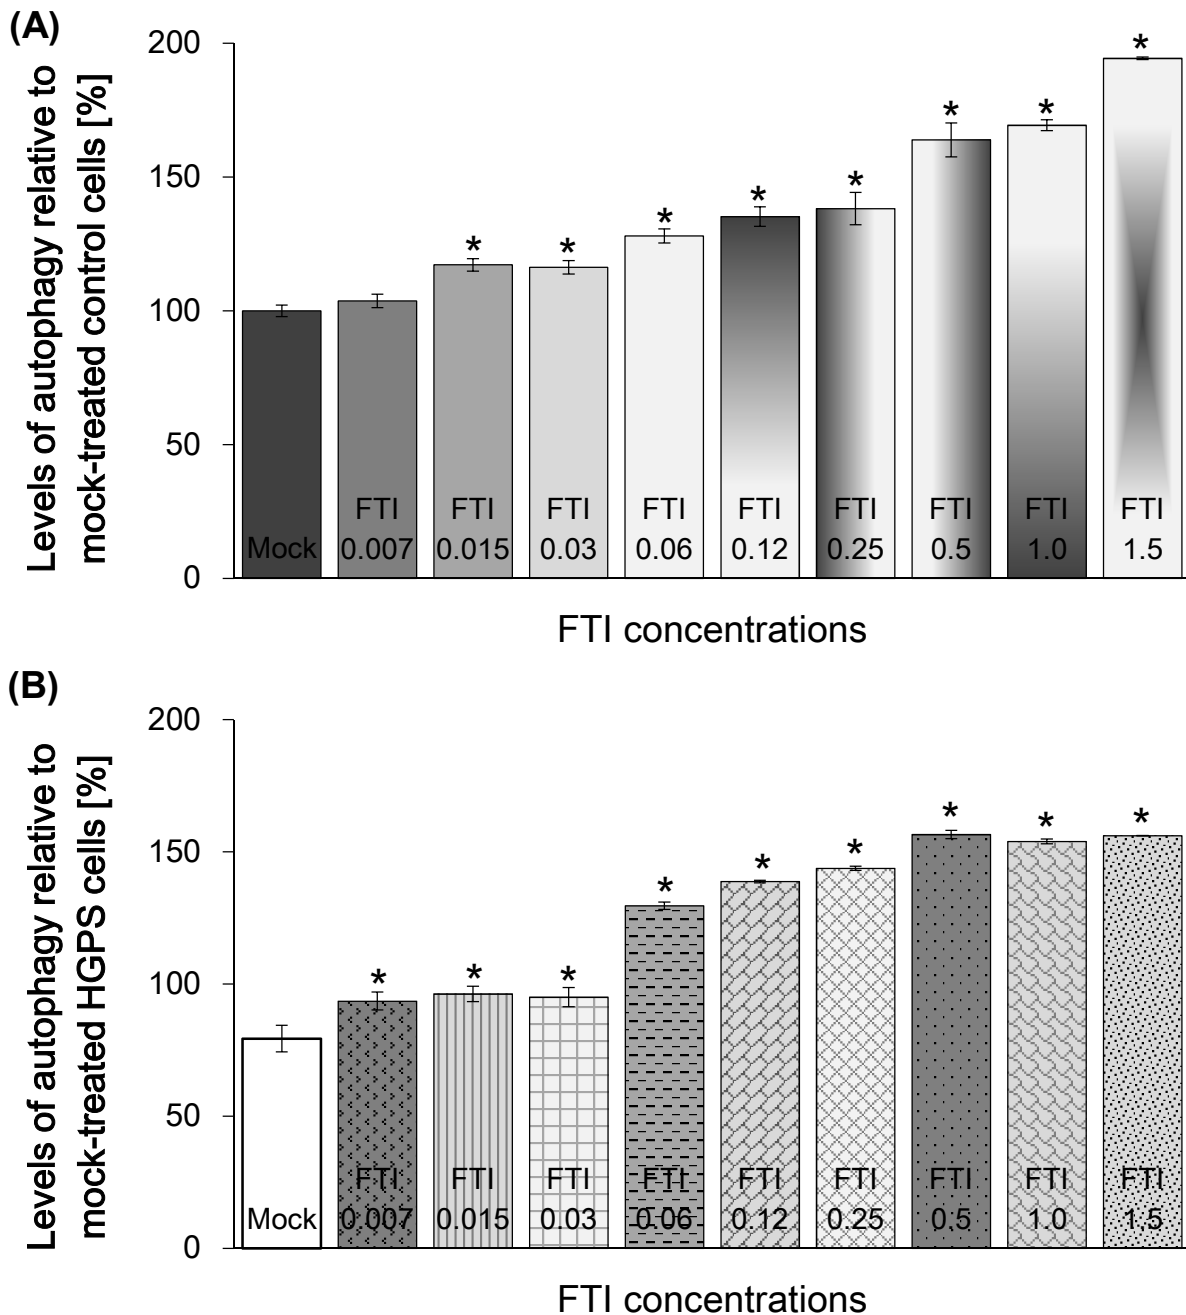 (A)
Levels of autophagy relative to
mock-treated control cells [%]
200
150
100
50
0
* * * * * * * *
FTI FTI FTI FTI FTI FTI FTI FTI FTI
Mock 0.007 0.015 0.03 0.06 0.12 0.25 0.5 1.0 1.5
FTI concentrations
(B)
Levels of autophagy relative to
mock-treated HGPS cells [%]
200
150
100
50
0
* * * * * * * * *
FTI FTI FTI FTI FTI FTI FTI FTI FTI
Mock 0.007 0.015 0.03 0.06 0.12 0.25 0.5 1.0 1.5
FTI concentrations